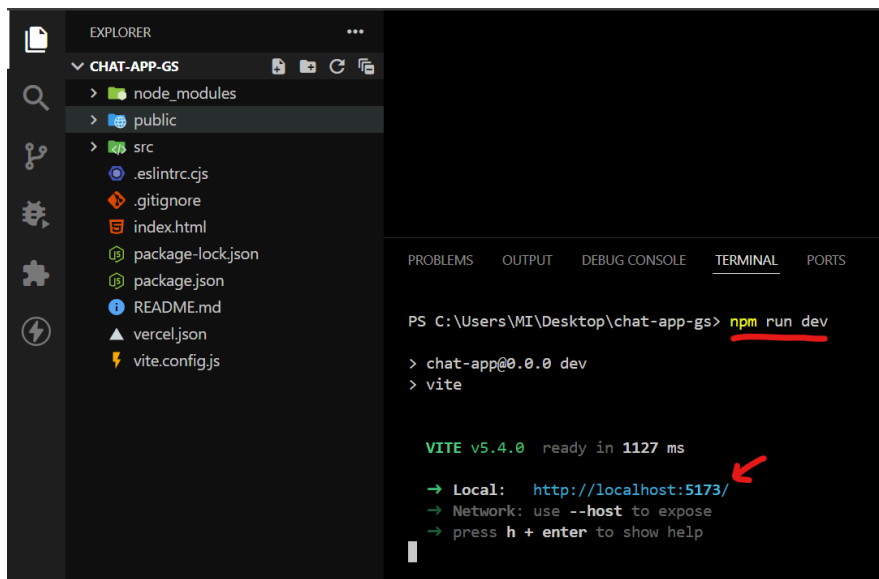 EXPLORER
CHAT-APP-GS
node_modules
public
src
.eslintrc.cjs
.gitignore
index.html
package-lock.json
package.json
README.md
vercel.json
vite.config.js
PROBLEMS OUTPUT DEBUG CONSOLE TERMINAL PORTS
PS C:\Users\MI\Desktop\chat-app-gs> npm run dev
> chat-app@0.0.0 dev
> vite
VITE v5.4.0 ready in 1127 ms
➜ Local: http://localhost:5173/
➜ Network: use --host to expose
➜ press h + enter to show help